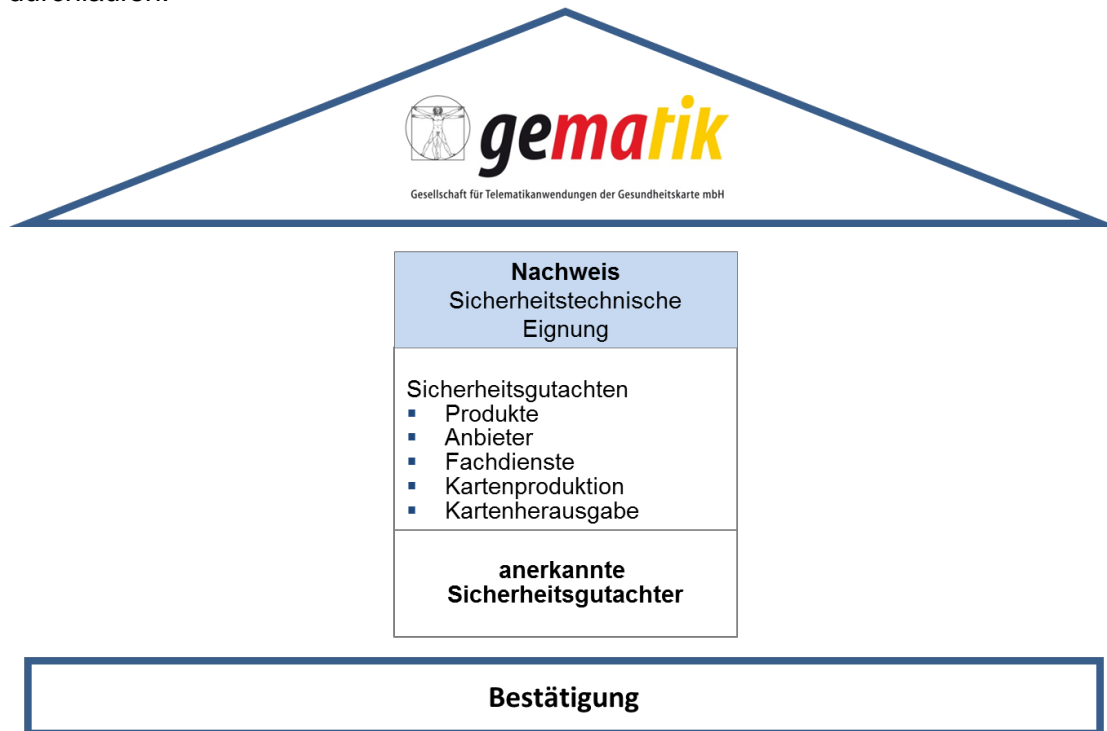 gematik
Gesellschaft für Telematikanwendungen der Gesundheitskarte mbH
Nachweis
Sicherheitstechnische
Eignung
Sicherheitsgutachten
▪ Produkte
▪ Anbieter
▪ Fachdienste
▪ Kartenproduktion
▪ Kartenherausgabe
anerkannte
Sicherheitsgutachter
Bestätigung